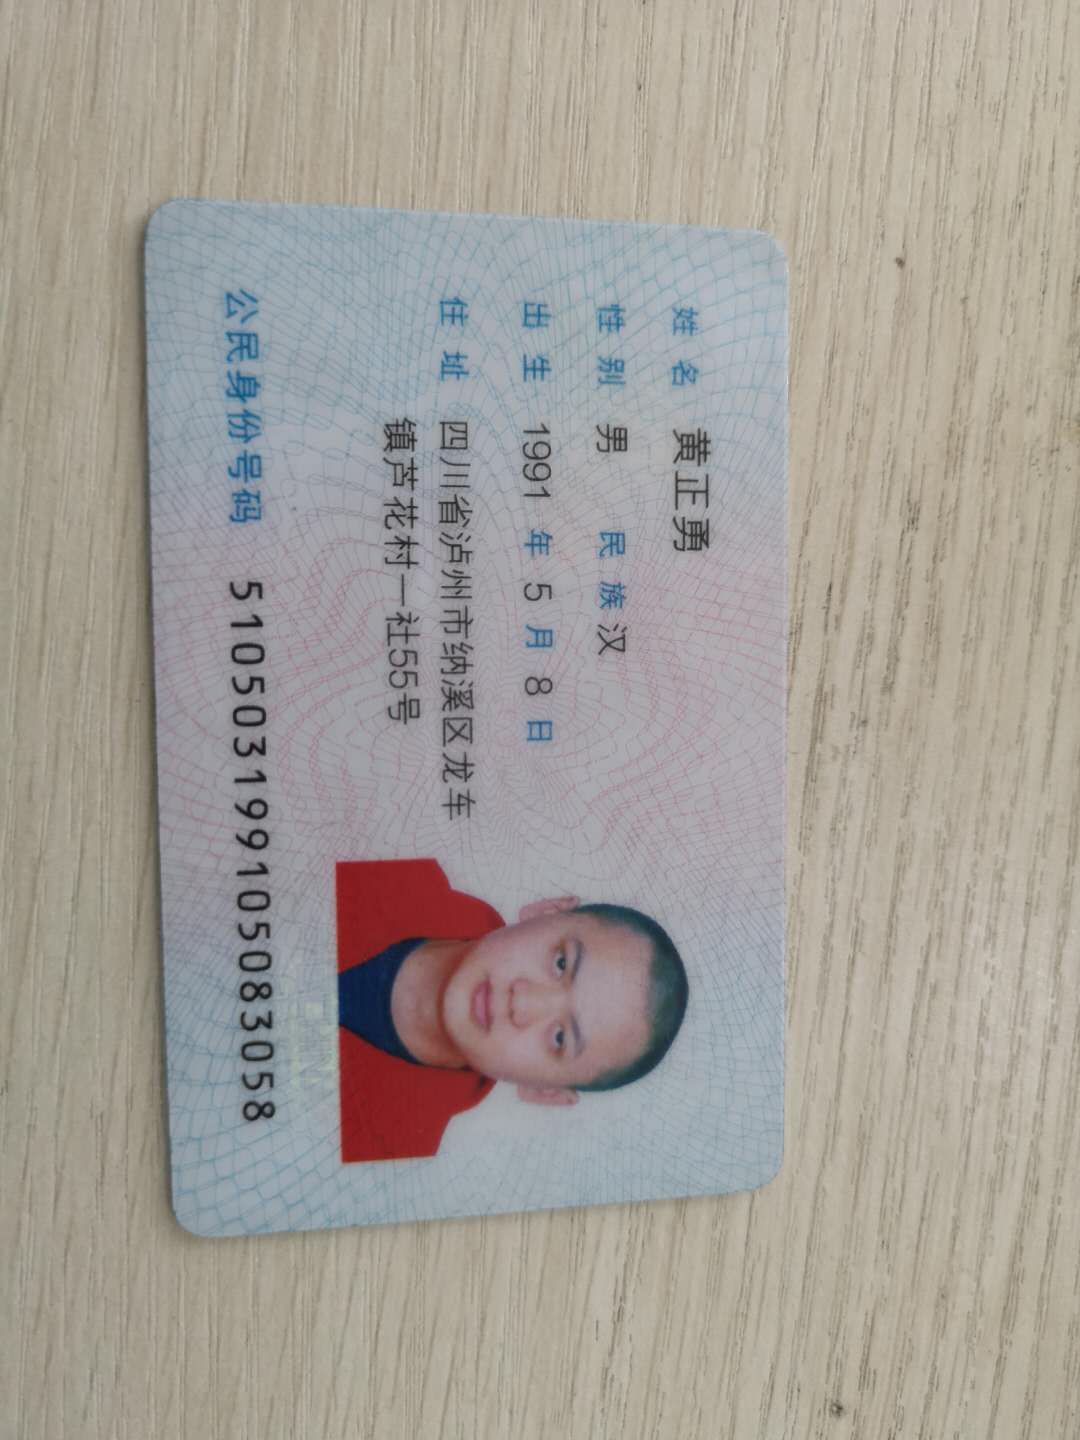 姓名 黄正勇
性别 男 民族 汉
出生 1991 年 5 月 8 日
住址 四川省泸州市纳溪区龙车
镇芦花村一社55号
公民身份号码 510503199105083058